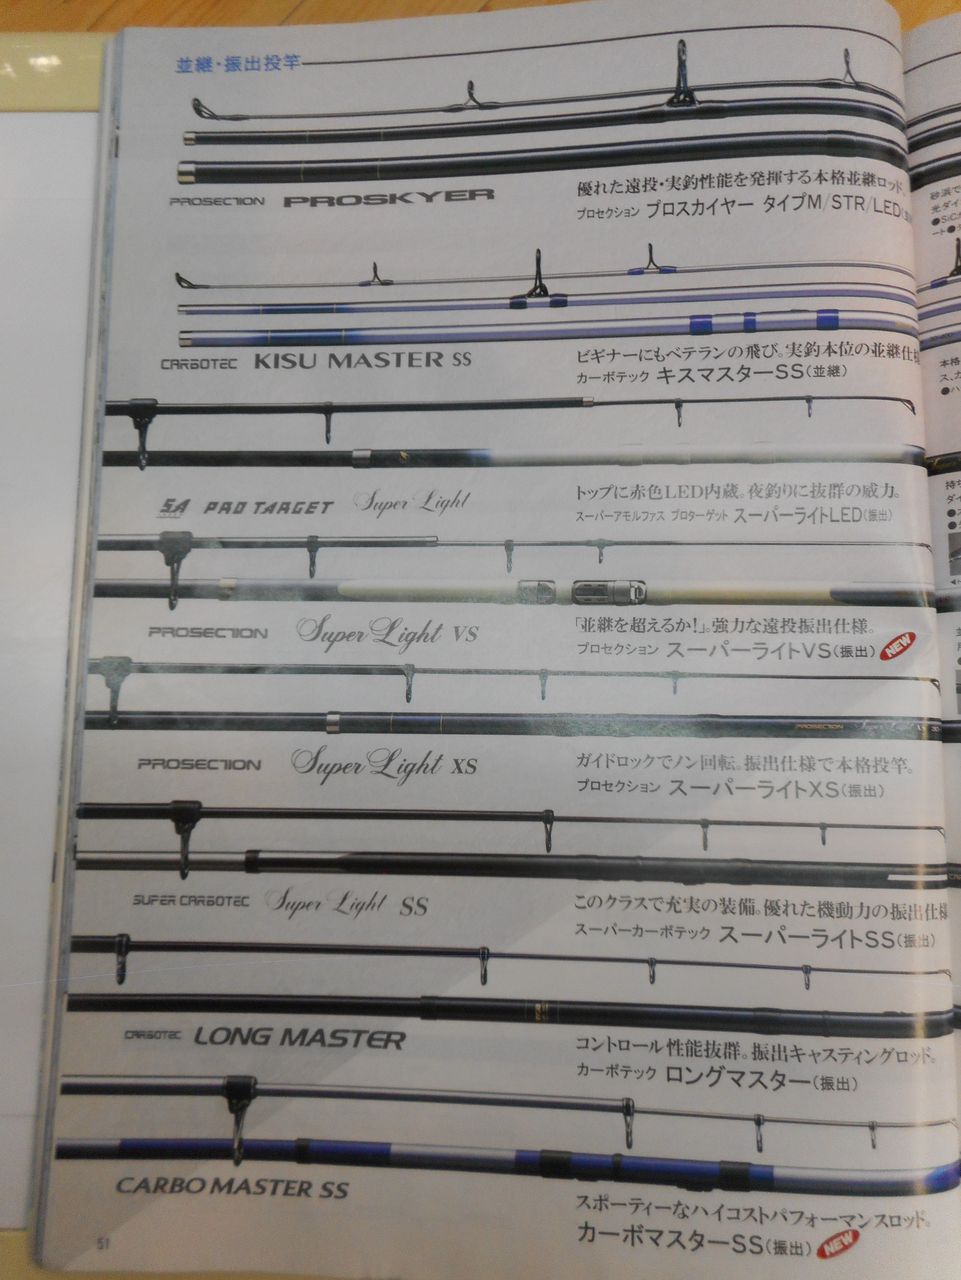 並継・振出投竿
PROSECTION PROSKYER
優れた遠投・実釣性能を発揮する本格並継ロッド。
プロセクション プロスカイヤー タイプM/STR/LED
CARBOTEC KISU MASTER SS
ビギナーにもベテランの飛び。実釣本位の並継仕様
カーボテック キスマスターSS(並継)
SA PRO TARGET Super Light
トップに赤色LED内蔵。夜釣りに抜群の威力。
スーパーアモルファス プロターゲット スーパーライトLED(振出)
PROSECTION Super Light VS
「並継を超えるか!」。強力な遠投振出仕様。
プロセクション スーパーライトVS(振出) NEW
PROSECTION Super Light XS
ガイドロックでノン回転。振出仕様で本格投竿。
プロセクション スーパーライトXS(振出)
SUPER CARBOTEC Super Light SS
このクラスで充実の装備。優れた機動力の振出仕様
スーパーカーボテック スーパーライトSS(振出)
CARBOTEC LONG MASTER
コントロール性能抜群。振出キャスティングロッド。
カーボテック ロングマスター(振出)
CARBO MASTER SS
スポーティーなハイコストパフォーマンスロッド。
カーボマスターSS(振出) NEW
51